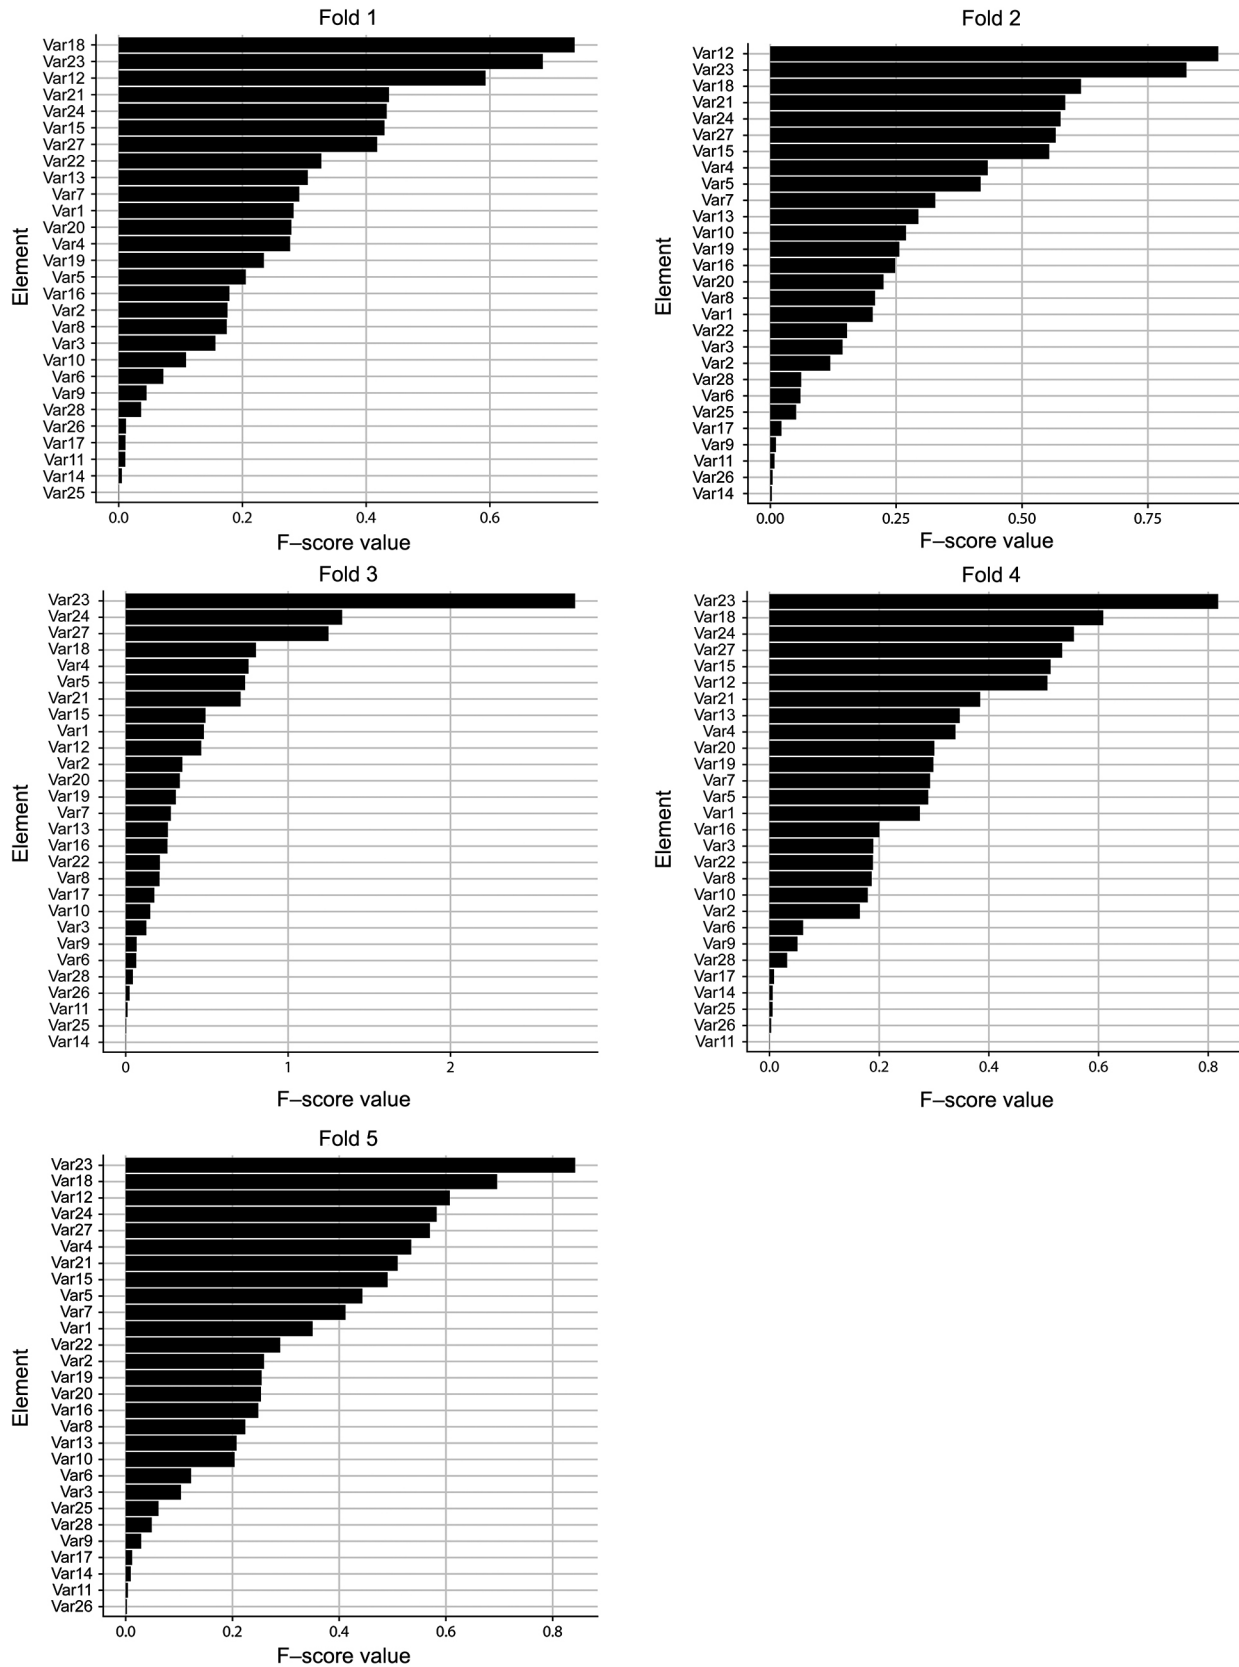 Fold 1
Var18
Var23
Var12
Var21
Var24
Var15
Var27
Var22
Var13
Var7
Var1
Var20
Var4
Var19
Var5
Var16
Var2
Var8
Var3
Var10
Var6
Var9
Var28
Var26
Var17
Var11
Var14
Var25
Element
0.0 0.2 0.4 0.6
F–score value
Fold 2
Var12
Var23
Var18
Var21
Var24
Var27
Var15
Var4
Var5
Var7
Var13
Var10
Var19
Var16
Var20
Var8
Var1
Var22
Var3
Var2
Var28
Var6
Var25
Var17
Var9
Var11
Var26
Var14
Element
0.00 0.25 0.50 0.75
F–score value
Fold 3
Var23
Var24
Var27
Var18
Var4
Var5
Var21
Var15
Var1
Var12
Var2
Var20
Var19
Var7
Var13
Var16
Var22
Var8
Var17
Var10
Var3
Var9
Var6
Var28
Var26
Var11
Var25
Var14
Element
0 1 2
F–score value
Fold 4
Var23
Var18
Var24
Var27
Var15
Var12
Var21
Var13
Var4
Var20
Var19
Var7
Var5
Var1
Var16
Var3
Var22
Var8
Var10
Var2
Var6
Var9
Var28
Var17
Var14
Var25
Var26
Var11
Element
0.0 0.2 0.4 0.6 0.8
F–score value
Fold 5
Var23
Var18
Var12
Var24
Var27
Var4
Var21
Var15
Var5
Var7
Var1
Var22
Var2
Var19
Var20
Var16
Var8
Var13
Var10
Var6
Var3
Var25
Var28
Var9
Var17
Var14
Var11
Var26
Element
0.0 0.2 0.4 0.6 0.8
F–score value